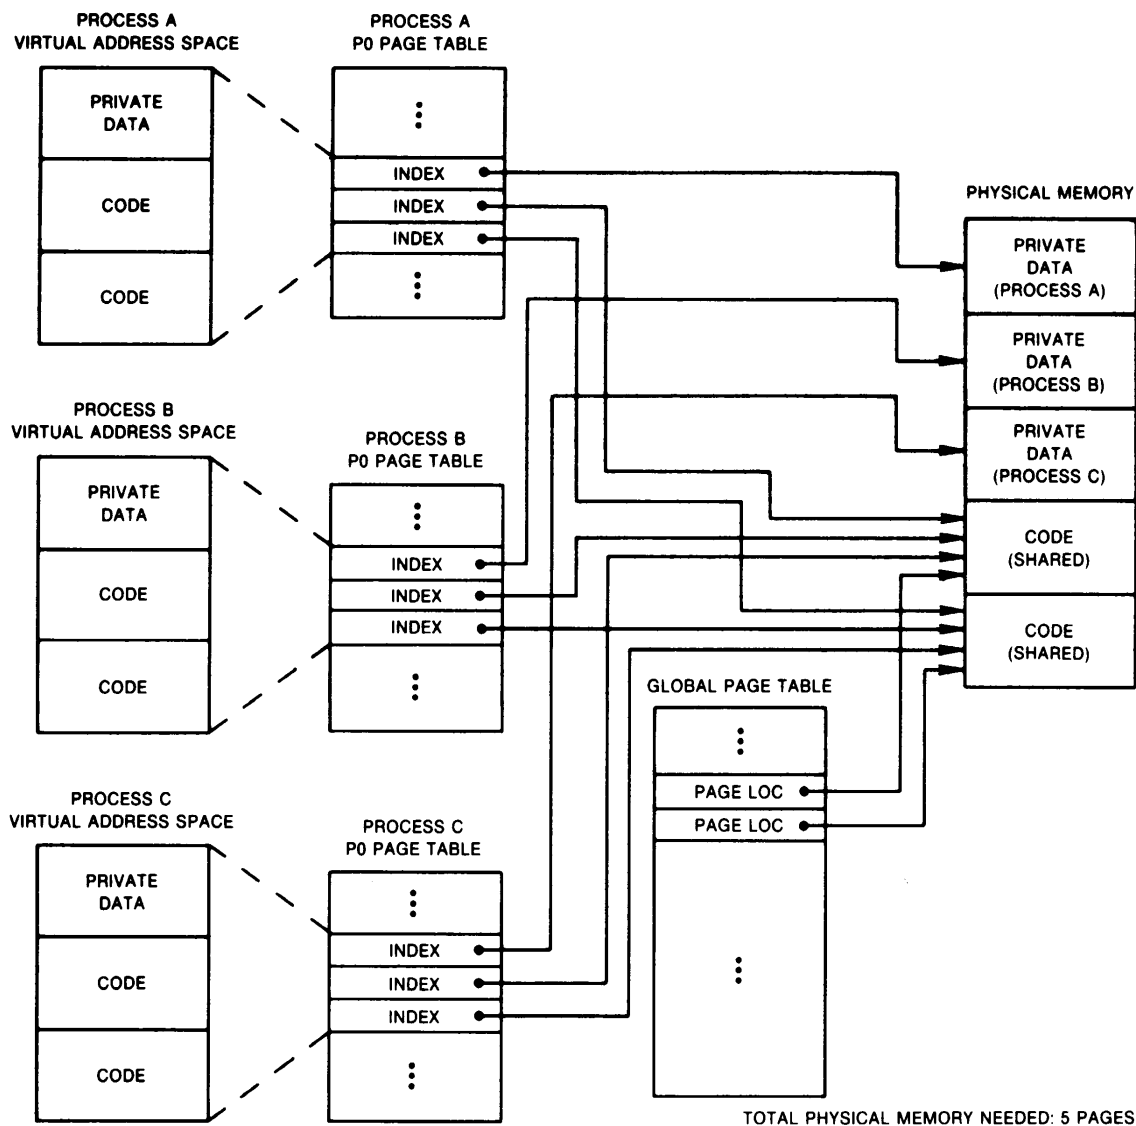 PROCESS A
VIRTUAL ADDRESS SPACE
PRIVATE
DATA
CODE
CODE
PROCESS A
P0 PAGE TABLE
INDEX
INDEX
INDEX
PHYSICAL MEMORY
PRIVATE
DATA
(PROCESS A)
PRIVATE
DATA
(PROCESS B)
PRIVATE
DATA
(PROCESS C)
CODE
(SHARED)
CODE
(SHARED)
PROCESS B
VIRTUAL ADDRESS SPACE
PRIVATE
DATA
CODE
CODE
PROCESS B
P0 PAGE TABLE
INDEX
INDEX
INDEX
GLOBAL PAGE TABLE
PAGE LOC
PAGE LOC
PROCESS C
VIRTUAL ADDRESS SPACE
PRIVATE
DATA
CODE
CODE
PROCESS C
P0 PAGE TABLE
INDEX
INDEX
INDEX
TOTAL PHYSICAL MEMORY NEEDED: 5 PAGES